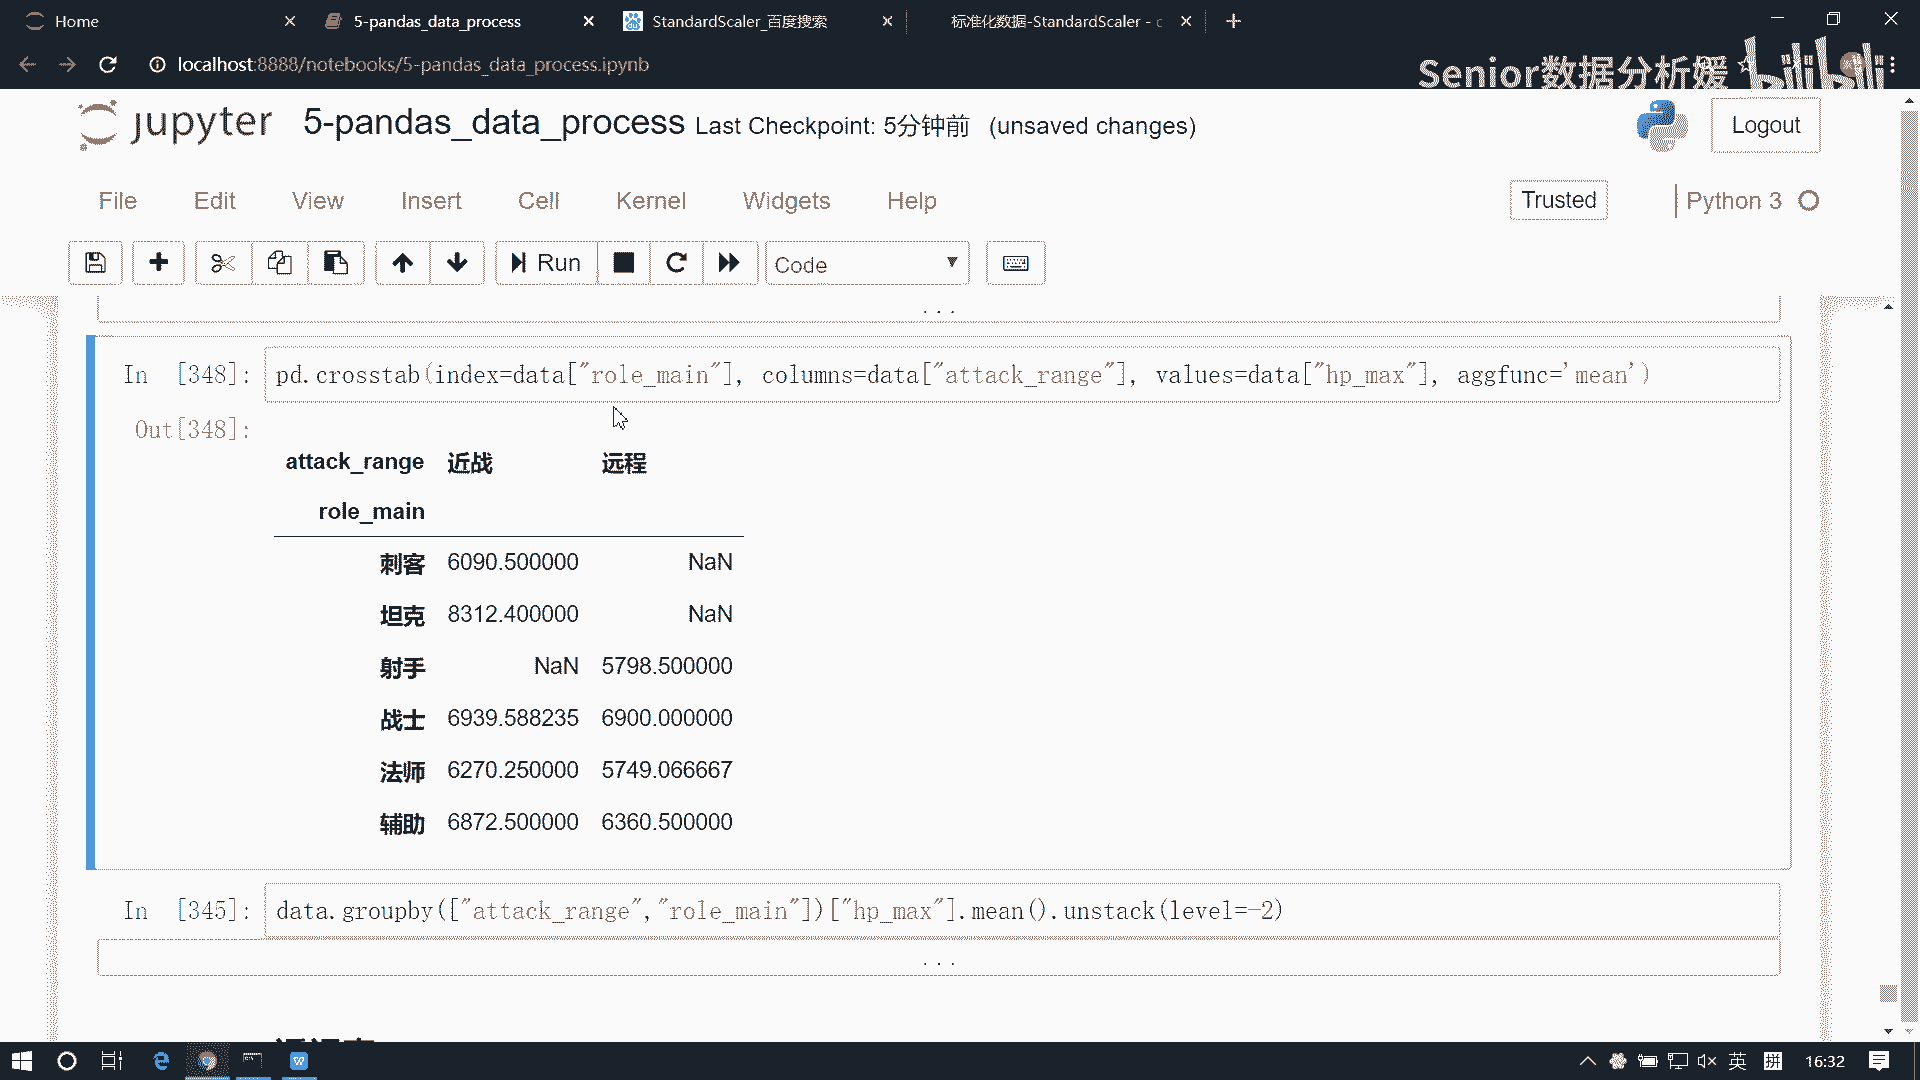 Home
5-pandas_data_process
StandardScaler_百度搜索
标准化数据-StandardScaler - c
localhost:8888/notebooks/5-pandas_data_process.ipynb
Senior数据分析媛 bilibili
jupyter 5-pandas_data_process Last Checkpoint: 5分钟前 (unsaved changes)
Logout
File Edit View Insert Cell Kernel Widgets Help
Trusted
Python 3
Run
Code
...
In [348]: pd.crosstab(index=data["role_main"], columns=data["attack_range"], values=data["hp_max"], aggfunc='mean')
Out[348]:
attack_range 近战 远程
role_main
刺客 6090.500000 NaN
坦克 8312.400000 NaN
射手 NaN 5798.500000
战士 6939.588235 6900.000000
法师 6270.250000 5749.066667
辅助 6872.500000 6360.500000
In [345]: data.groupby(["attack_range","role_main"])["hp_max"].mean().unstack(level=-2)
...
英 拼 16:32